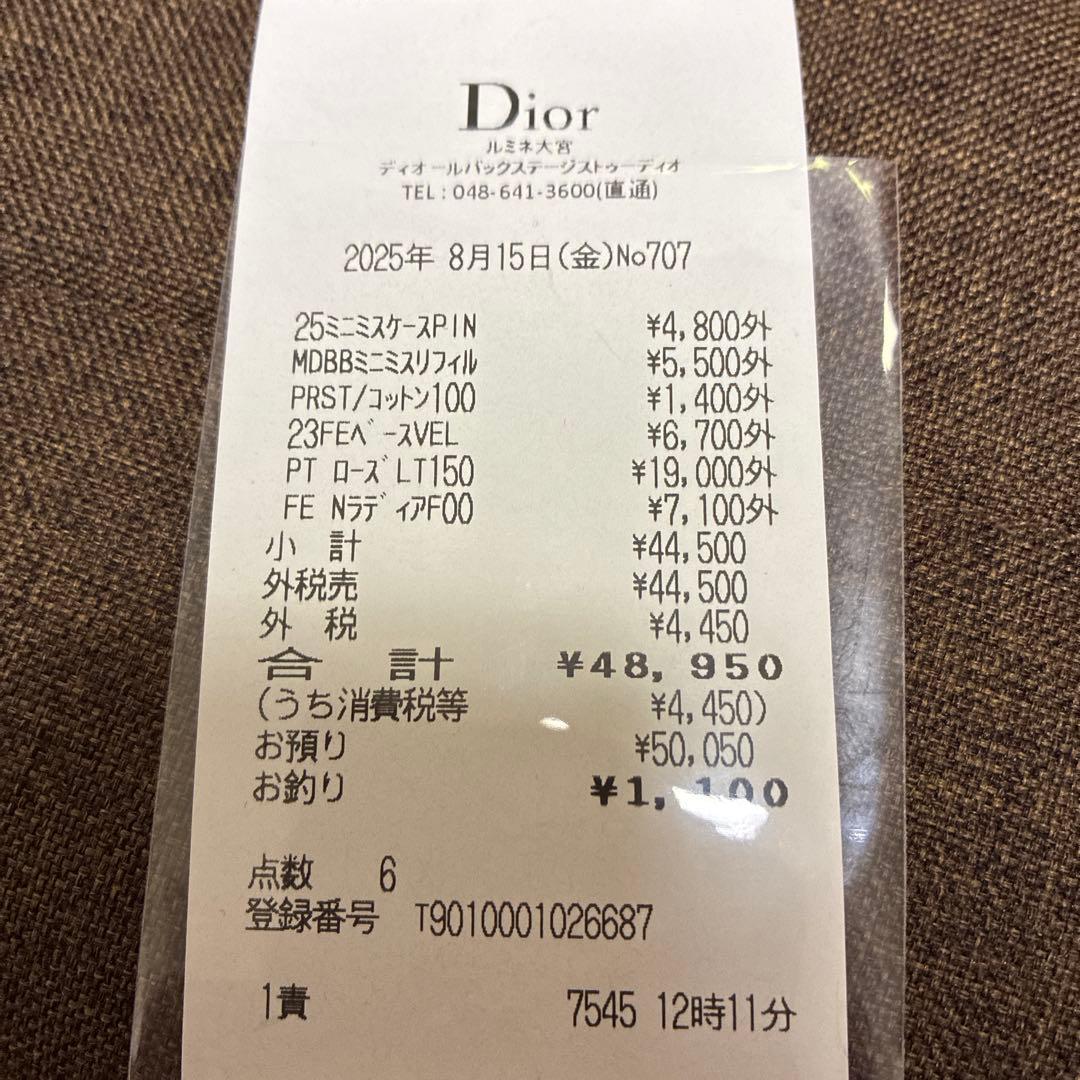 Dior
ルミネ大宮
ディオールバックステージストゥーディオ
TEL : 048-641-3600(直通)
2025年 8月15日(金)No707
25ﾐﾆﾐｽｹｰｽPIN ¥4,800外
MDBBﾐﾆﾐｽﾘﾌｨﾙ ¥5,500外
PRST/ｺｯﾄﾝ100 ¥1,400外
23FEﾍﾞｰｽVEL ¥6,700外
PT ﾛｰｽﾞLT150 ¥19,000外
FE NﾗﾃﾞｨｱF00 ¥7,100外
小 計 ¥44,500
外税売 ¥44,500
外 税 ¥4,450
合 計 ¥48,950
(うち消費税等 ¥4,450)
お預り ¥50,050
お釣り ¥1,100
点数 6
登録番号 T9010001026687
1責 7545 12時11分